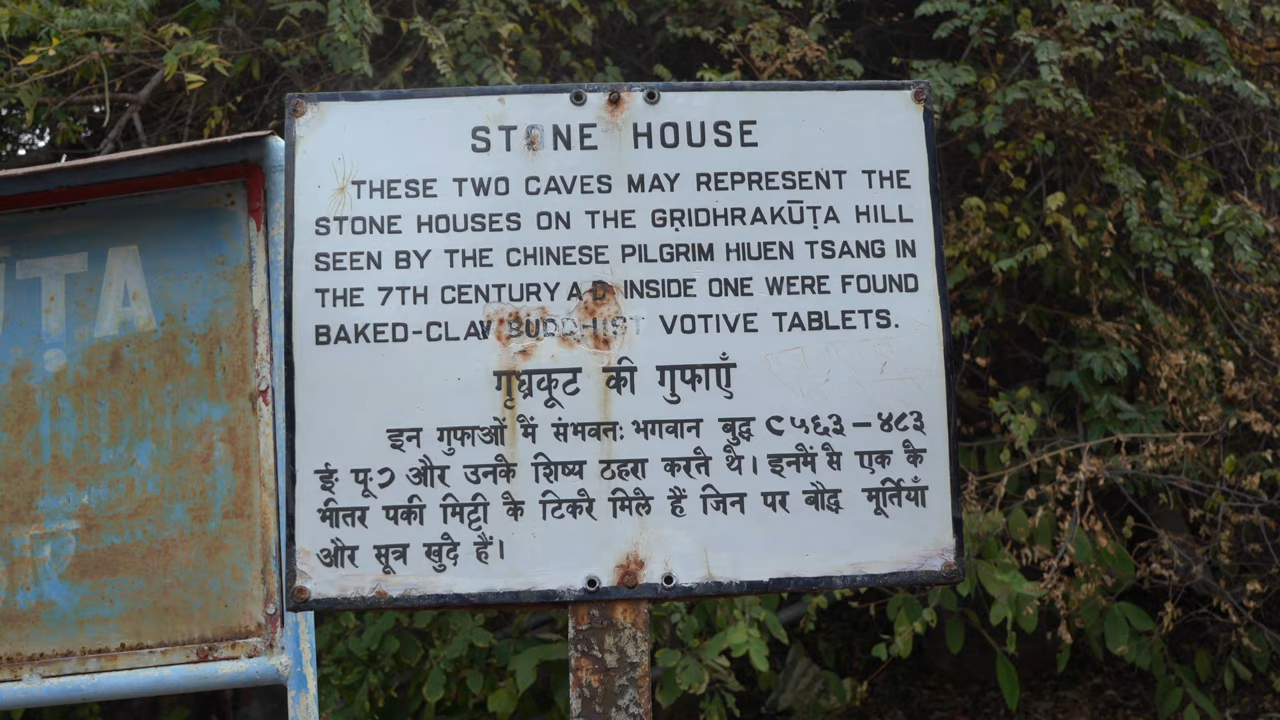 ŪṬA
STONE HOUSE
THESE TWO CAVES MAY REPRESENT THE
STONE HOUSES ON THE GṚIDHRAKŪṬA HILL
SEEN BY THE CHINESE PILGRIM HIUEN TSANG IN
THE 7TH CENTURY A D INSIDE ONE WERE FOUND
BAKED-CLAY BUDDHIST VOTIVE TABLETS.
गृध्रकूट की गुफाएँ
इन गुफाओं में संभवतः भगवान बुद्ध (५६३ - ४८३
ई· पू·) और उनके शिष्य ठहरा करते थे। इनमें से एक के
भीतर पकी मिट्टी के टिकरे मिले हैं जिन पर बौद्ध मूर्तियाँ
और सूत्र खुदे हैं।